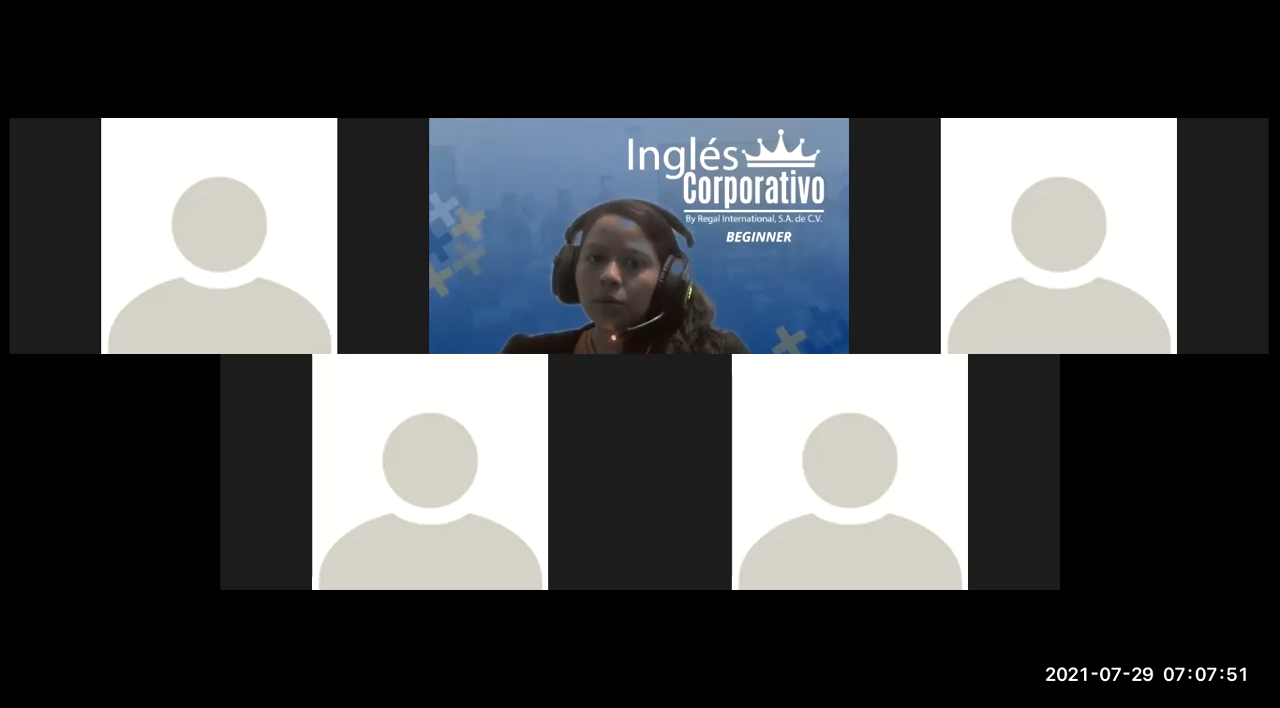 Inglés
Corporativo
By Regal International, S.A. de C.V.
BEGINNER
2021-07-29 07:07:51